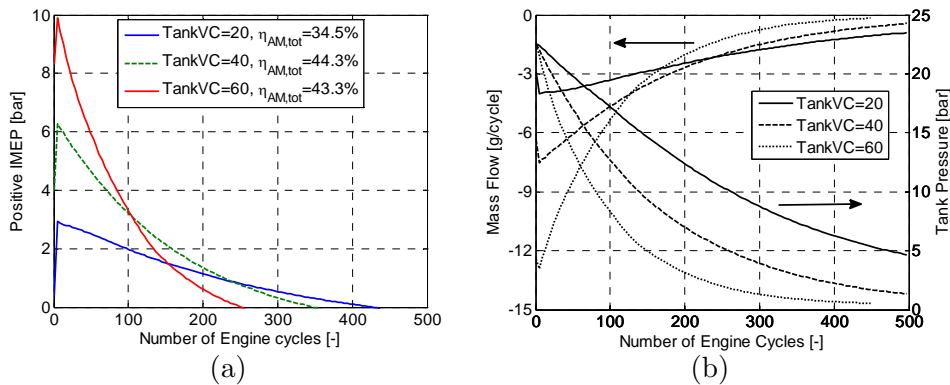 10
8
6
4
2
0
Positive IMEP [bar]
TankVC=20, η_AM,tot=34.5%
TankVC=40, η_AM,tot=44.3%
TankVC=60, η_AM,tot=43.3%
0 100 200 300 400 500
Number of Engine cycles [-]
(a)
0
-3
-6
-9
-12
-15
Mass Flow [g/cycle]
TankVC=20
TankVC=40
TankVC=60
25
20
15
10
5
0
Tank Pressure [bar]
0 100 200 300 400 500
Number of Engine Cycles [-]
(b)